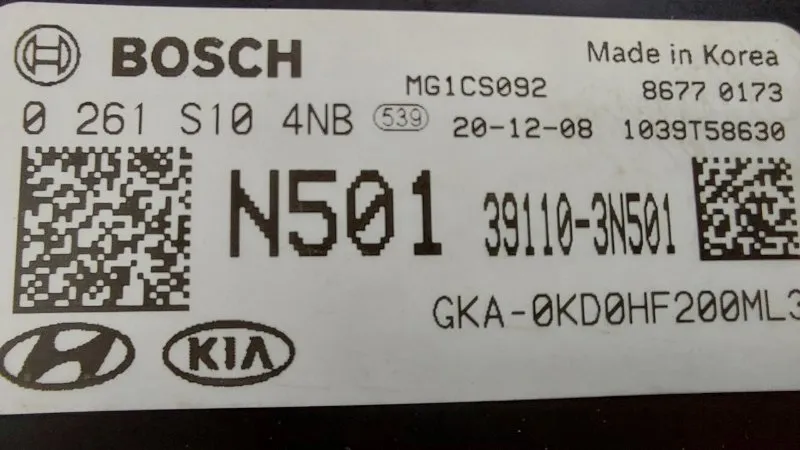 BOSCH
Made in Korea
MG1CS092
8677 0173
0 261 S10 4NB 539 20-12-08 1039T58630
N501 39110-3N501
GKA-0KD0HF200ML3
KIA